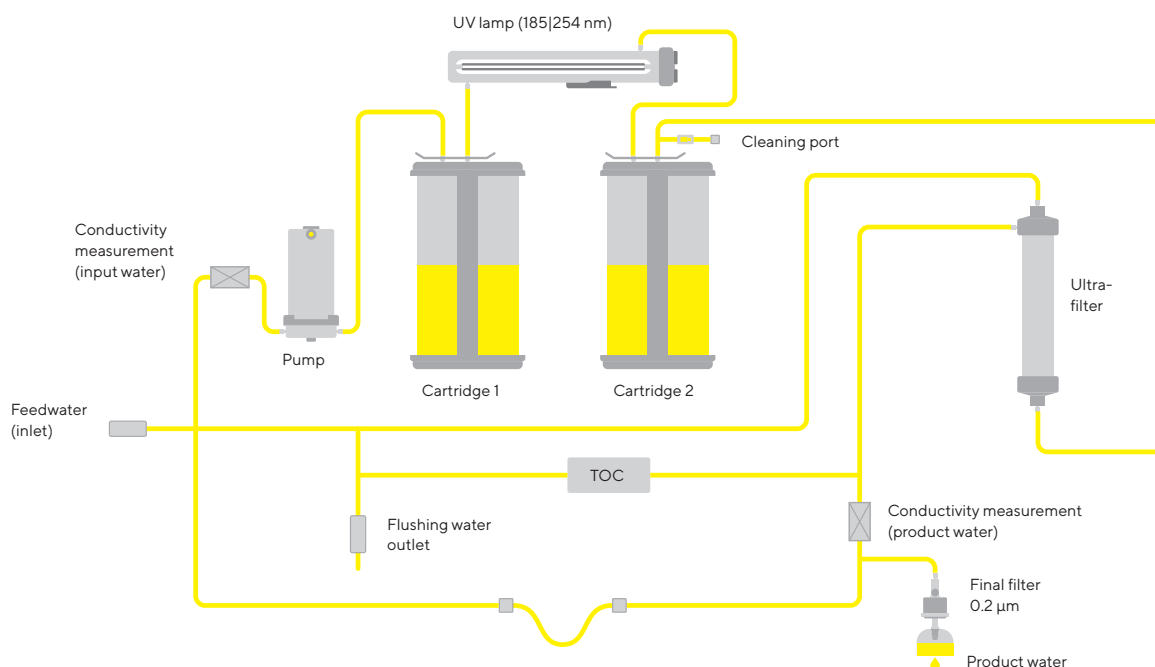 UV lamp (185|254 nm)
Cleaning port
Conductivity
measurement
(input water)
Ultra-
filter
Pump
Cartridge 1
Cartridge 2
Feedwater
(inlet)
TOC
Flushing water
outlet
Conductivity measurement
(product water)
Final filter
0.2 μm
Product water